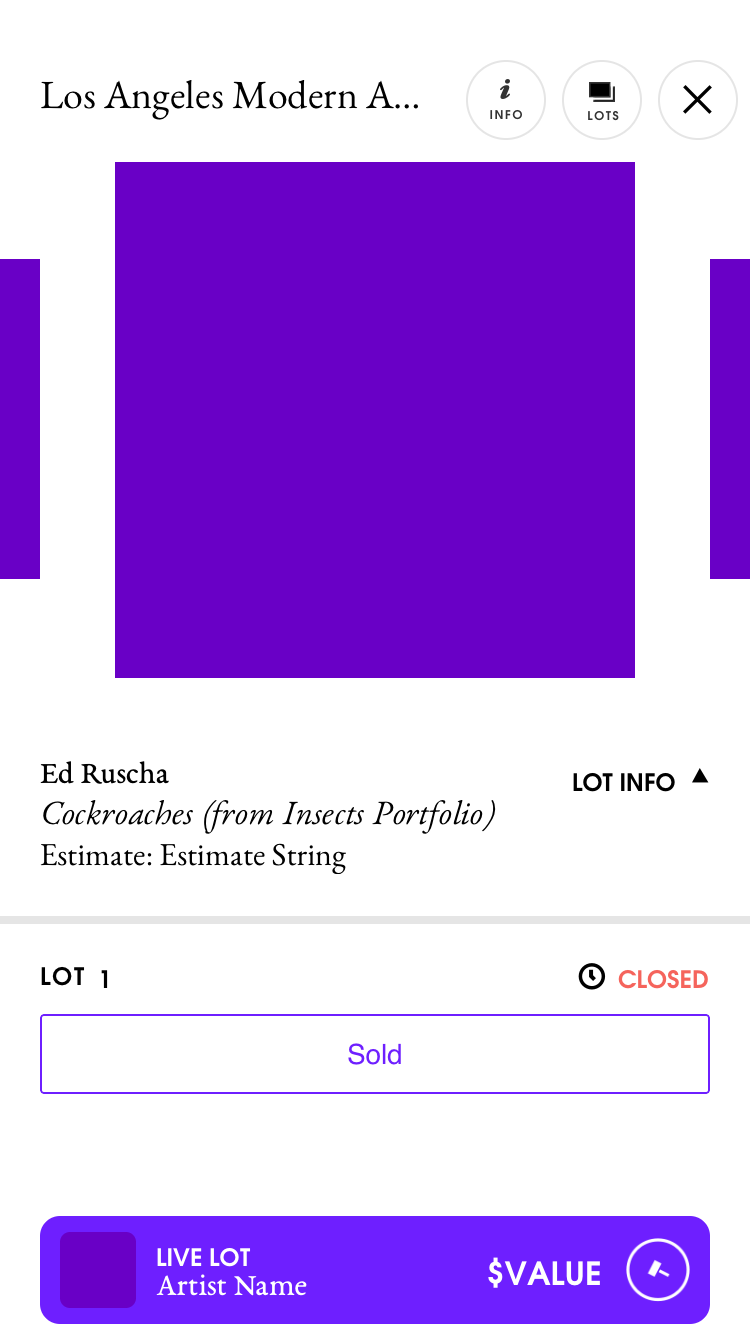 Los Angeles Modern A...
INFO
LOTS
Ed Ruscha
LOT INFO
Cockroaches (from Insects Portfolio)
Estimate: Estimate String
LOT 1
CLOSED
Sold
LIVE LOT
Artist Name
$VALUE